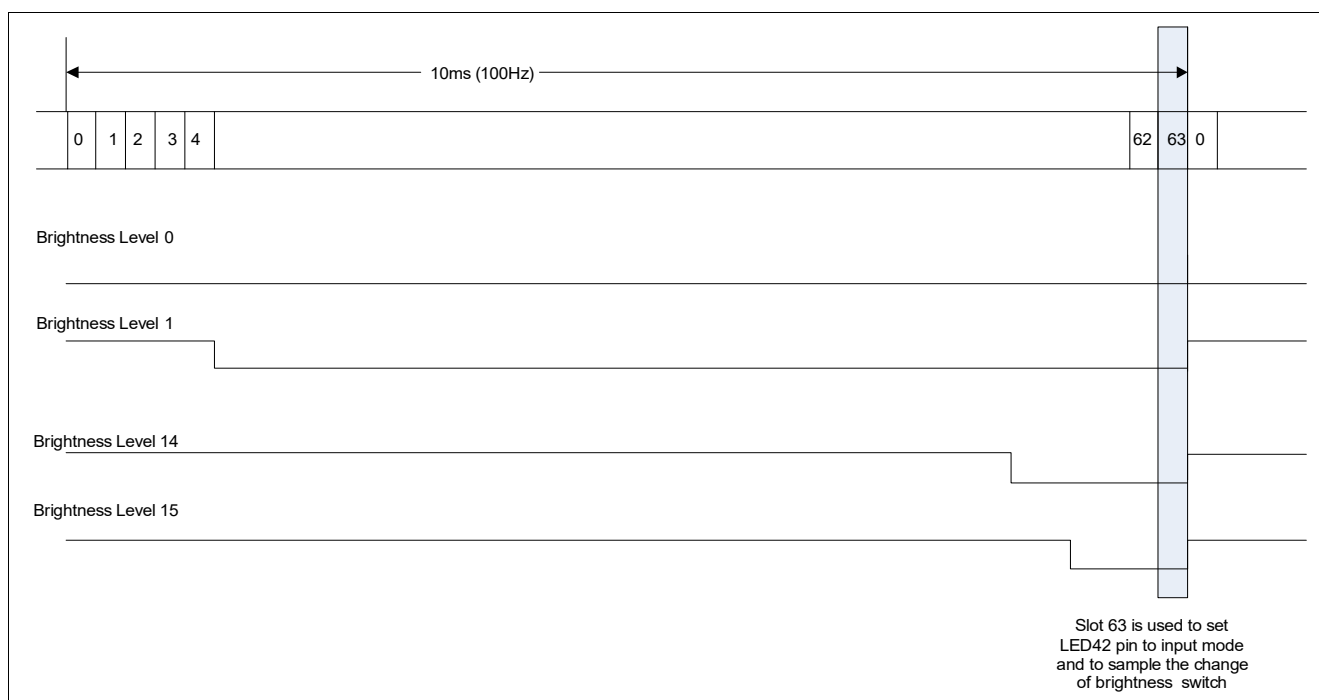 10ms (100Hz)
0 1 2 3 4 62 63 0
Brightness Level 0
Brightness Level 1
Brightness Level 14
Brightness Level 15
Slot 63 is used to set
LED42 pin to input mode
and to sample the change
of brightness switch